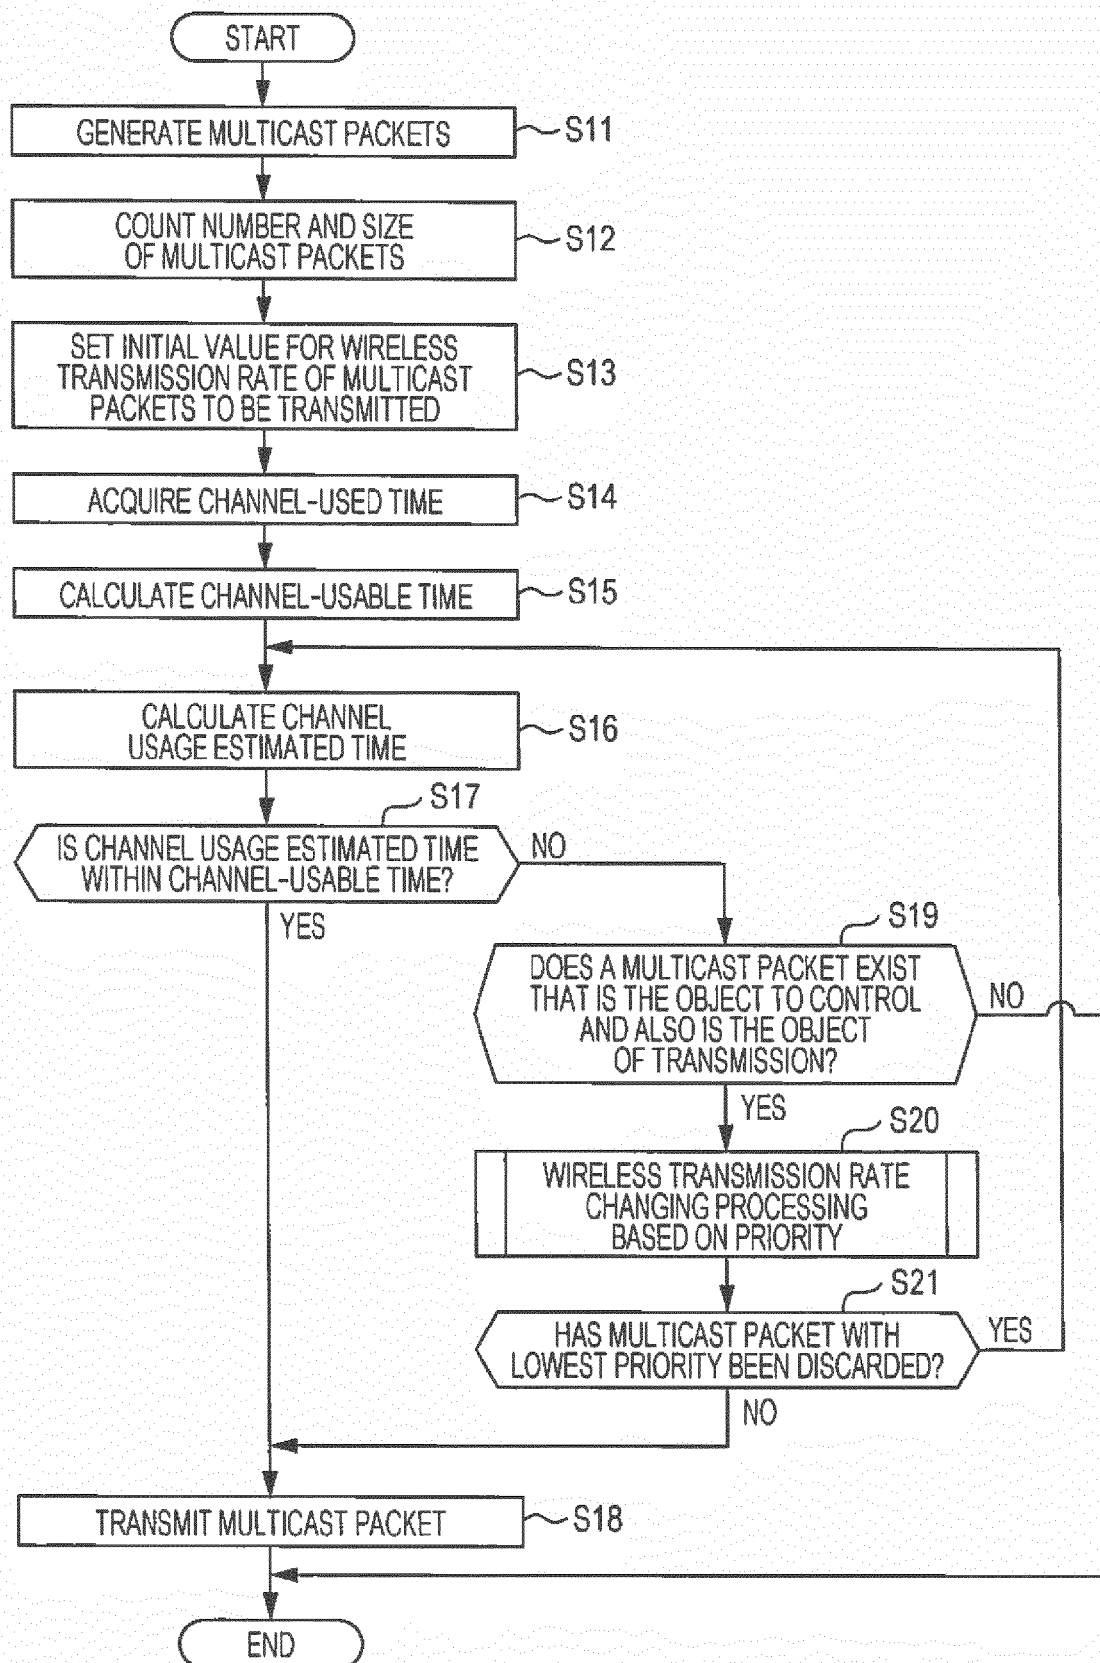 START
GENERATE MULTICAST PACKETS
S11
COUNT NUMBER AND SIZE
OF MULTICAST PACKETS
S12
SET INITIAL VALUE FOR WIRELESS
TRANSMISSION RATE OF MULTICAST
PACKETS TO BE TRANSMITTED
S13
ACQUIRE CHANNEL-USED TIME
S14
CALCULATE CHANNEL-USABLE TIME
S15
CALCULATE CHANNEL
USAGE ESTIMATED TIME
S16
S17
IS CHANNEL USAGE ESTIMATED TIME
WITHIN CHANNEL-USABLE TIME?
NO
YES
S19
DOES A MULTICAST PACKET EXIST
THAT IS THE OBJECT TO CONTROL
AND ALSO IS THE OBJECT
OF TRANSMISSION?
NO
YES
S20
WIRELESS TRANSMISSION RATE
CHANGING PROCESSING
BASED ON PRIORITY
S21
HAS MULTICAST PACKET WITH
LOWEST PRIORITY BEEN DISCARDED?
YES
NO
TRANSMIT MULTICAST PACKET
S18
END